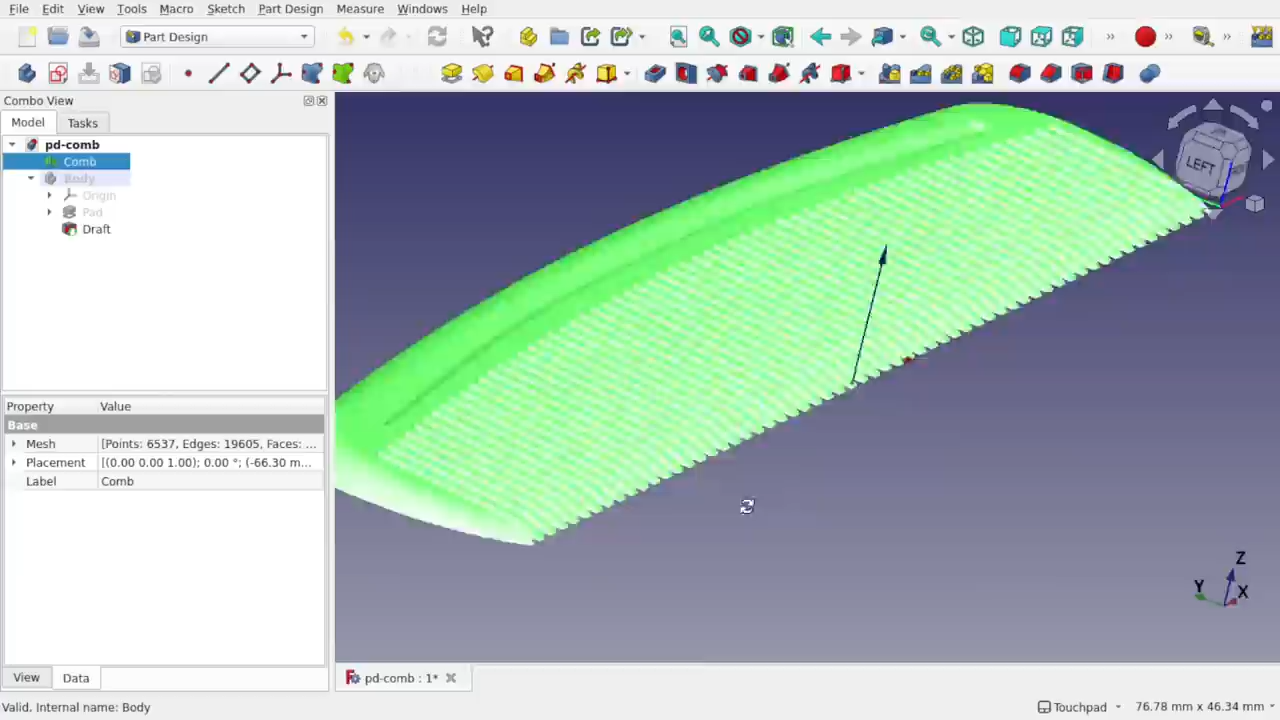 File Edit View Tools Macro Sketch Part Design Measure Windows Help
Part Design
Combo View
Model Tasks
pd-comb
Comb
Body
Origin
Pad
Draft
Property Value
Base
Mesh [Points: 6537, Edges: 19605, Faces: ...
Placement [(0.00 0.00 1.00); 0.00 °; (-66.30 m...
Label Comb
View Data
LEFT
Z
Y
X
pd-comb : 1*
Valid, Internal name: Body
Touchpad 76.78 mm x 46.34 mm